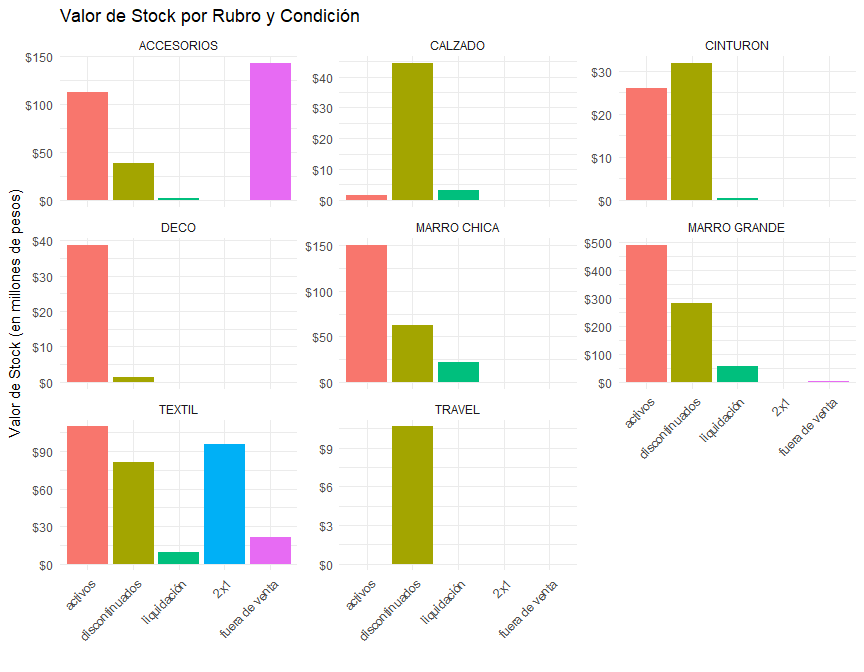 Valor de Stock por Rubro y Condición
Valor de Stock (en millones de pesos)
ACCESORIOS
$150
$100
$50
$0
CALZADO
$40
$30
$20
$10
$0
CINTURON
$30
$20
$10
$0
DECO
$40
$30
$20
$10
$0
MARRO CHICA
$150
$100
$50
$0
MARRO GRANDE
$500
$400
$300
$200
$100
$0
activos
discontinuados
liquidación
2x1
fuera de venta
TEXTIL
$90
$60
$30
$0
activos
discontinuados
liquidación
2x1
fuera de venta
TRAVEL
$9
$6
$3
$0
activos
discontinuados
liquidación
2x1
fuera de venta